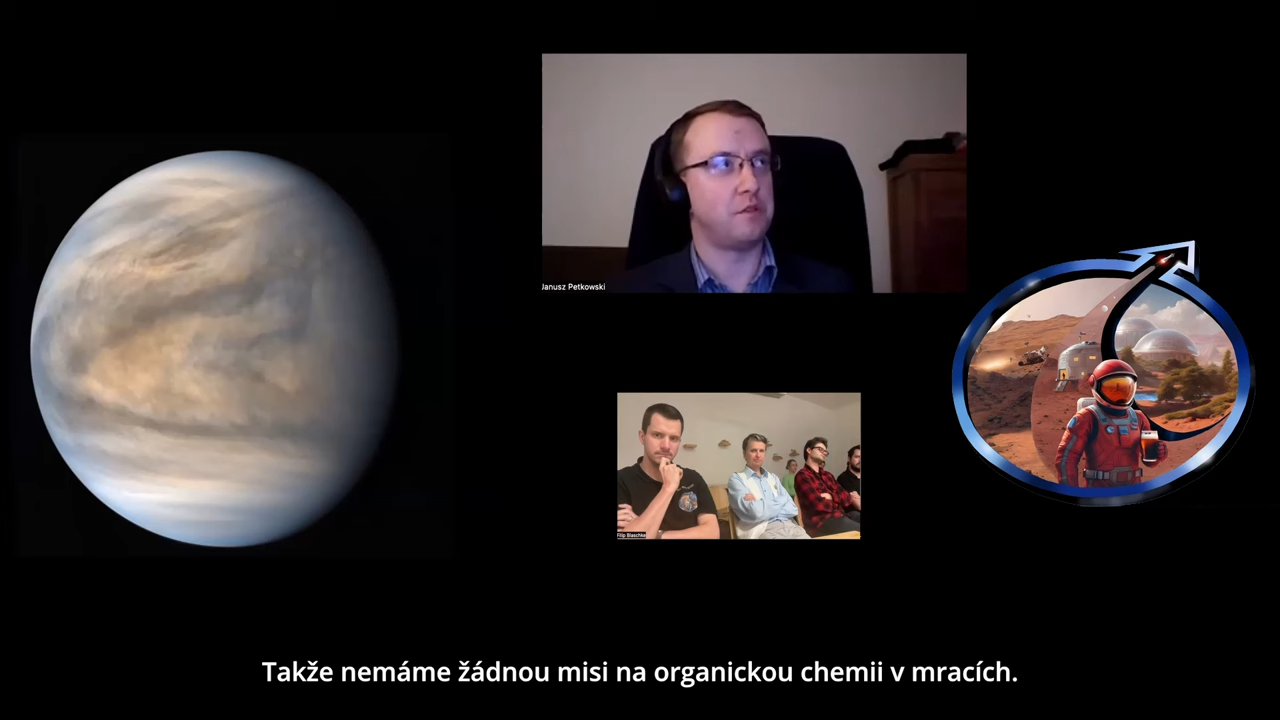 Janusz Petkowski
Filip Blaschke
Takže nemáme žádnou misi na organickou chemii v mracích.